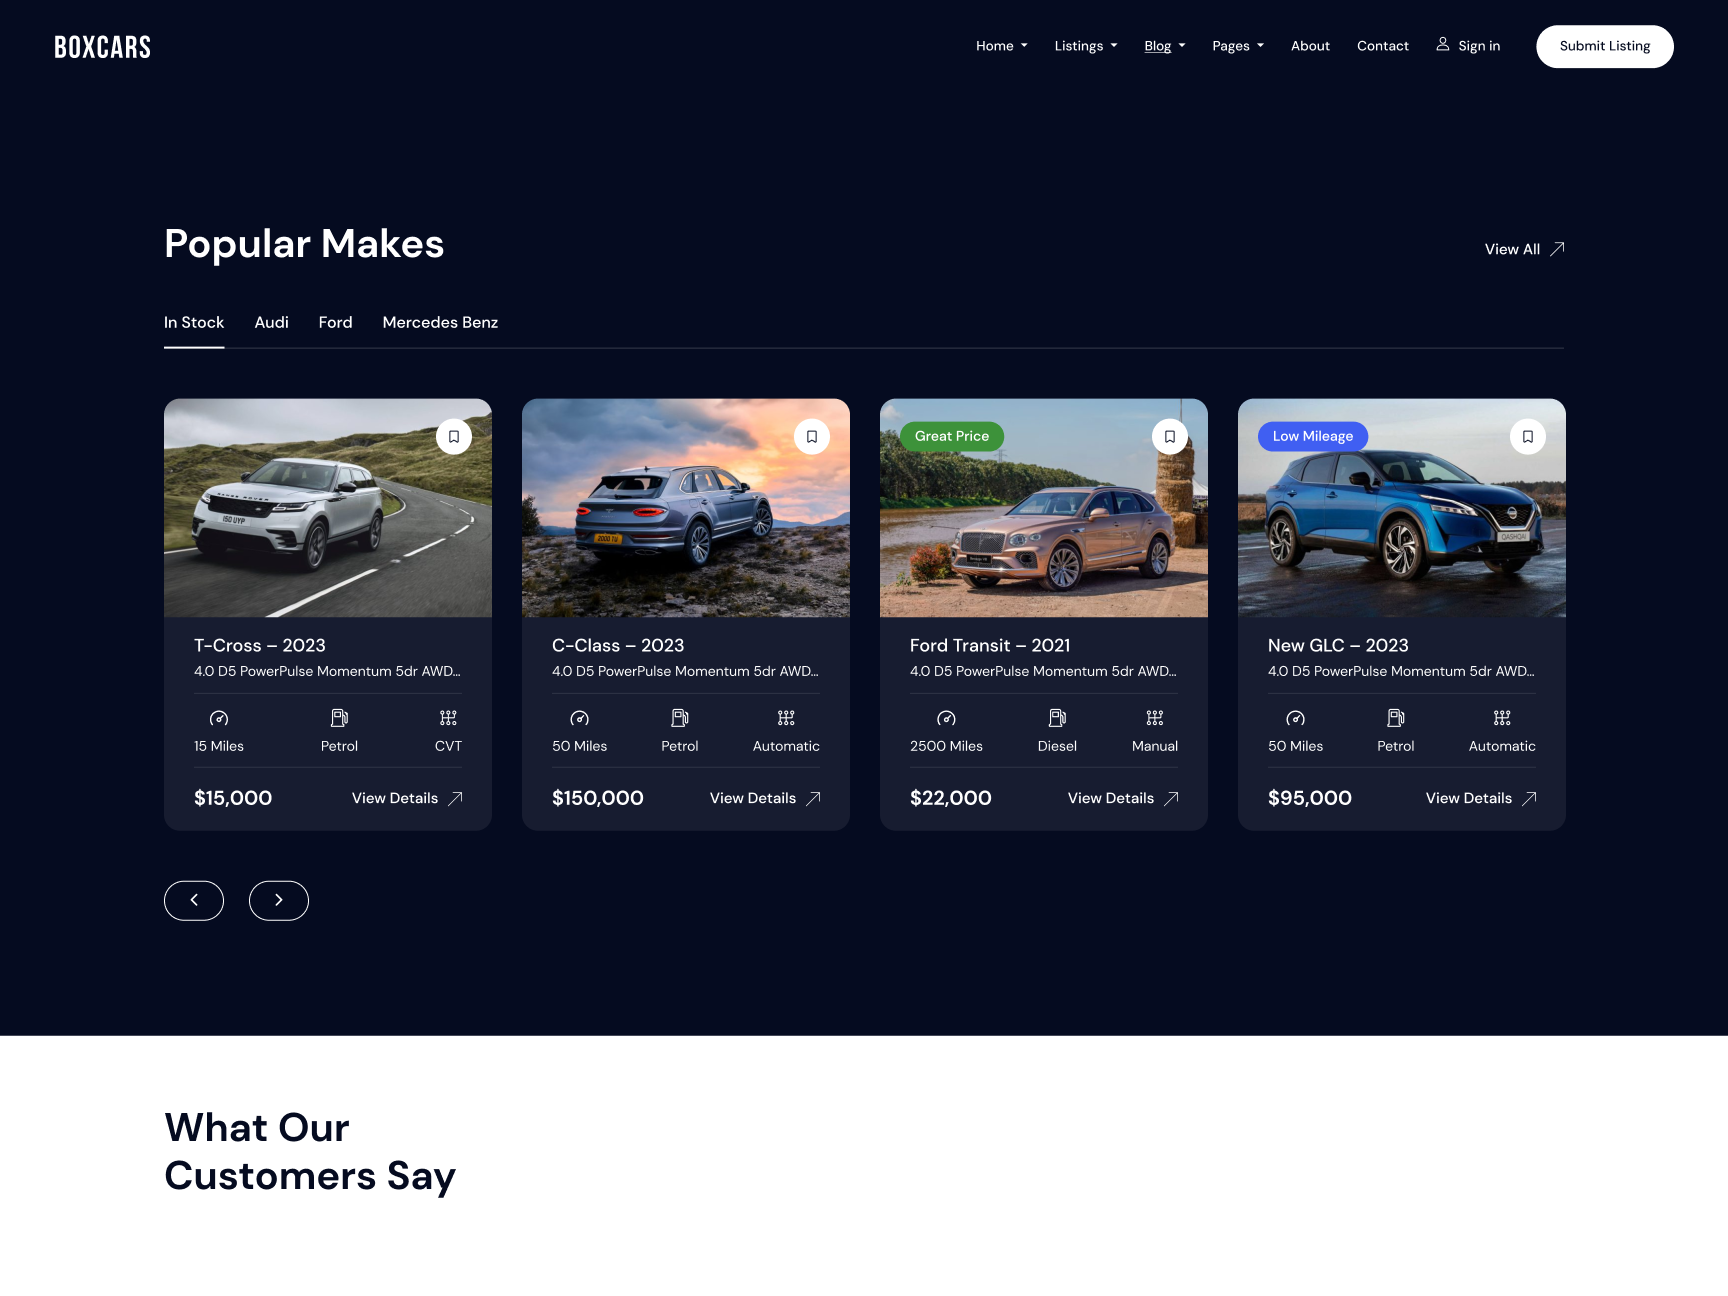 BOXCARS
Home Listings Blog Pages About Contact Sign in Submit Listing
Popular Makes
View All
In Stock Audi Ford Mercedes Benz
150 UYP
T-Cross – 2023
4.0 D5 PowerPulse Momentum 5dr AWD...
15 Miles Petrol CVT
$15,000 View Details
C-Class – 2023
4.0 D5 PowerPulse Momentum 5dr AWD...
50 Miles Petrol Automatic
$150,000 View Details
Great Price
Ford Transit – 2021
4.0 D5 PowerPulse Momentum 5dr AWD...
2500 Miles Diesel Manual
$22,000 View Details
Low Mileage
QASHQAI
New GLC – 2023
4.0 D5 PowerPulse Momentum 5dr AWD...
50 Miles Petrol Automatic
$95,000 View Details
What Our
Customers Say